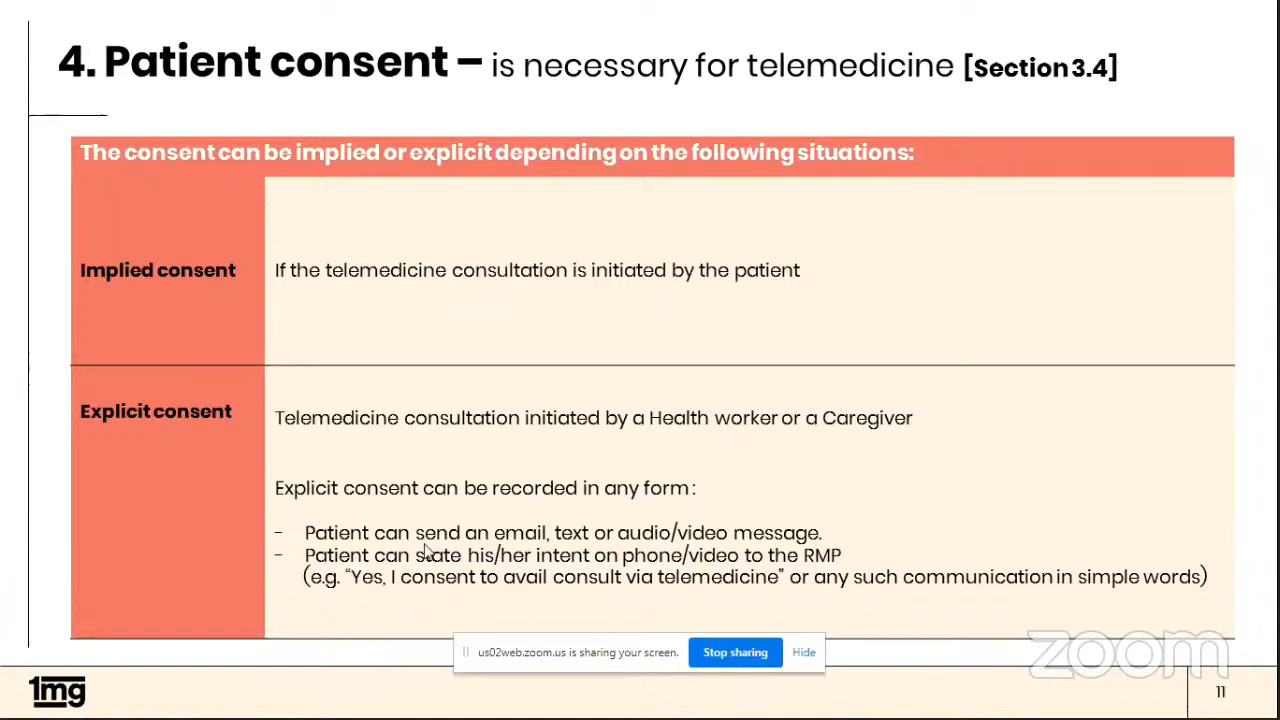 4. Patient consent – is necessary for telemedicine [Section 3.4]
The consent can be implied or explicit depending on the following situations:
Implied consent
If the telemedicine consultation is initiated by the patient
Explicit consent
Telemedicine consultation initiated by a Health worker or a Caregiver
Explicit consent can be recorded in any form:
- Patient can send an email, text or audio/video message.
- Patient can state his/her intent on phone/video to the RMP
(e.g. “Yes, I consent to avail consult via telemedicine” or any such communication in simple words)
us02web.zoom.us is sharing your screen. Stop sharing Hide
zoom
1mg
11